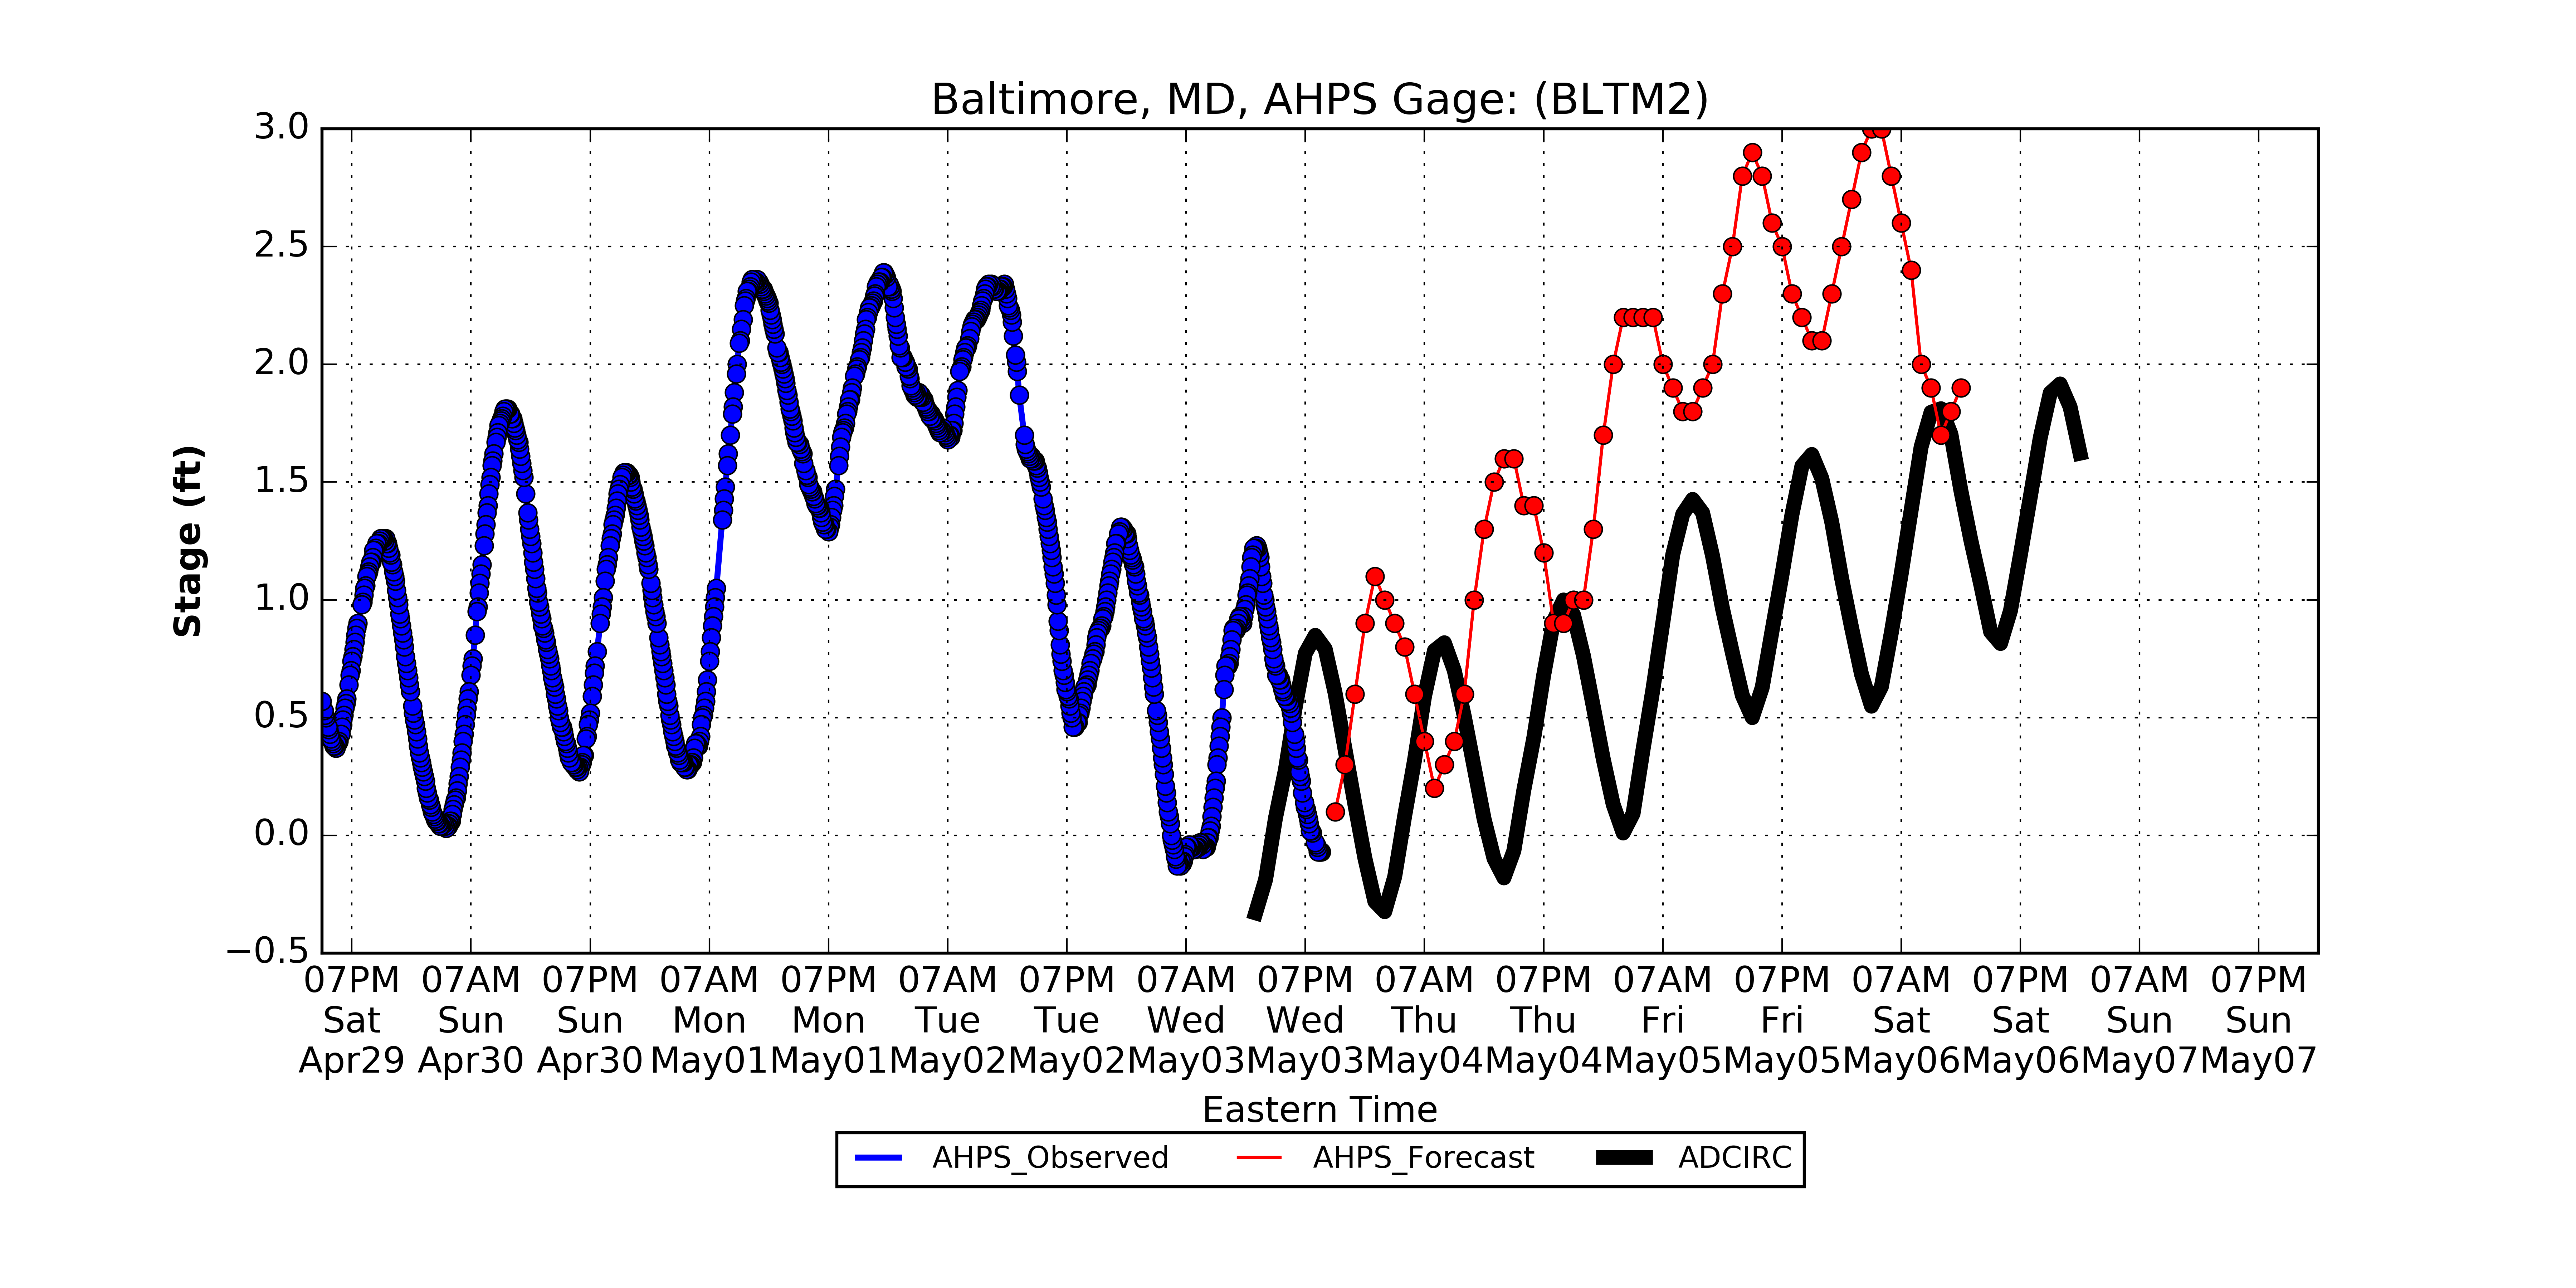 Baltimore, MD, AHPS Gage: (BLTM2)
3.0
2.5
2.0
1.5
1.0
0.5
0.0
−0.5
Stage (ft)
07PM 07AM 07PM 07AM 07PM 07AM 07PM 07AM 07PM 07AM 07PM 07AM 07PM 07AM 07PM 07AM 07PM
Sat Sun Sun Mon Mon Tue Tue Wed Wed Thu Thu Fri Fri Sat Sat Sun Sun
Apr29 Apr30 Apr30 May01 May01 May02 May02 May03 May03 May04 May04 May05 May05 May06 May06 May07 May07
Eastern Time
AHPS_Observed AHPS_Forecast ADCIRC